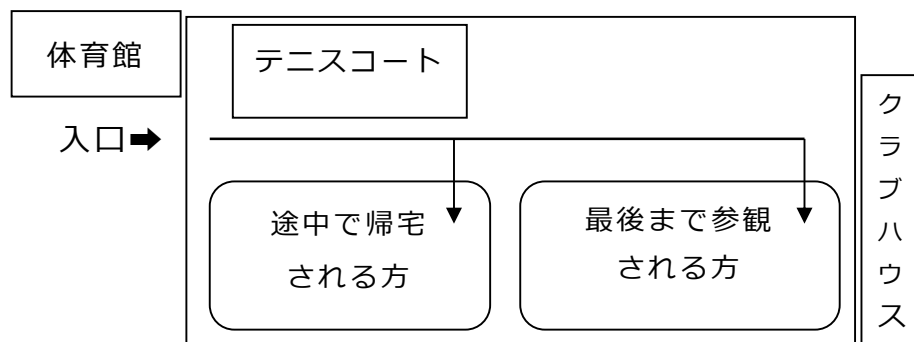 体育館
テニスコート
入口➡
途中で帰宅
される方
最後まで参観
される方
クラブハウス